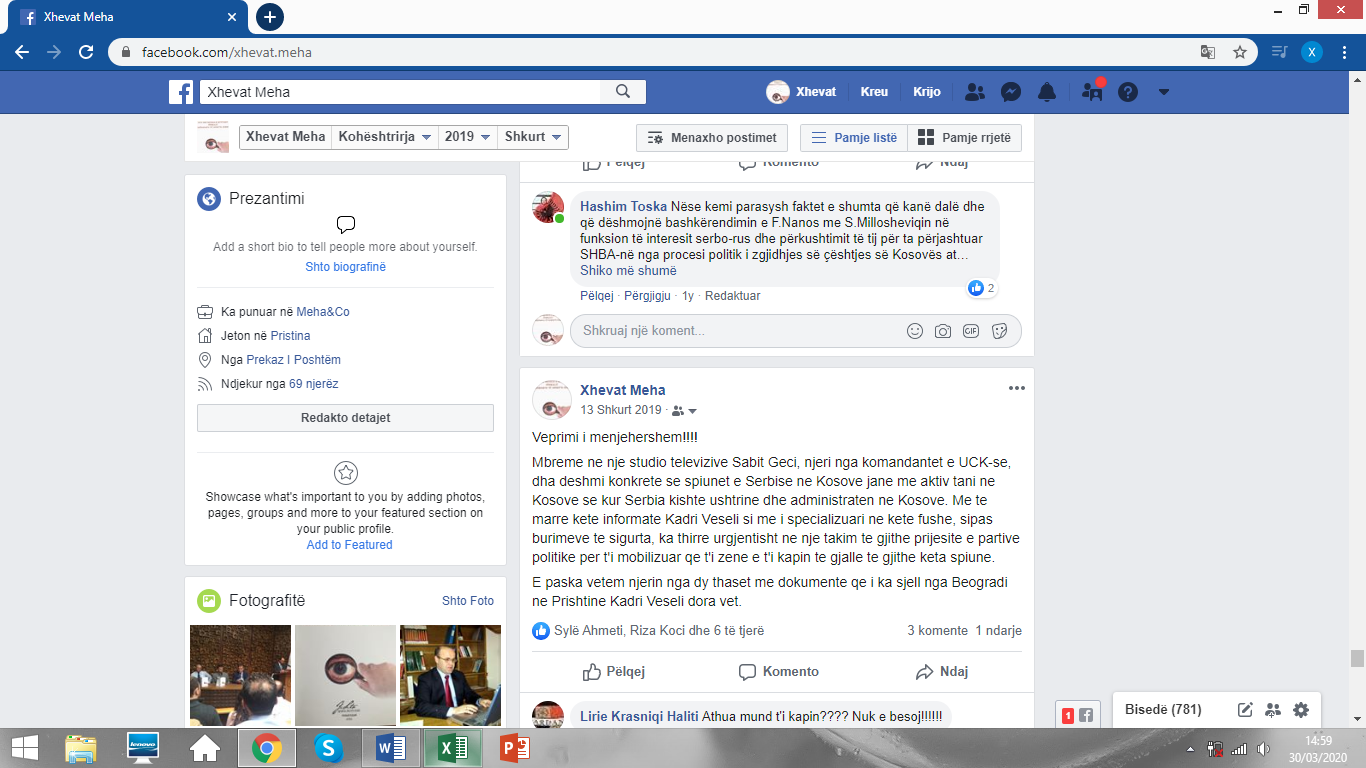 Xhevat Meha
facebook.com/xhevat.meha
X
Xhevat Meha
Xhevat
Kreu
Krijo
Xhevat Meha
Kohështrirja
2019
Shkurt
Menaxho postimet
Pamje listë
Pamje rrjetë
Prezantimi
Add a short bio to tell people more about yourself.
Shto biografinë
Ka punuar në Meha&Co
Jeton në Pristina
Nga Prekaz I Poshtëm
Ndjekur nga 69 njerëz
Redakto detajet
Showcase what's important to you by adding photos,
pages, groups and more to your featured section on
your public profile.
Add to Featured
Fotografitë
Shto Foto
Pëlqej
Komento
Ndaj
Hashim Toska Nëse kemi parasysh faktet e shumta që kanë dalë dhe
që dëshmojnë bashkërendimin e F.Nanos me S.Millosheviqin në
funksion të interesit serbo-rus dhe përkushtimit të tij për ta përjashtuar
SHBA-në nga procesi politik i zgjidhjes së çështjes së Kosovës at…
Shiko më shumë
2
Pëlqej · Përgjigju · 1y · Redaktuar
Shkruaj një koment...
GIF
Xhevat Meha
13 Shkurt 2019 ·
Veprimi i menjehershem!!!!
Mbreme ne nje studio televizive Sabit Geci, njeri nga komandantet e UCK-se,
dha deshmi konkrete se spiunet e Serbise ne Kosove jane me aktiv tani ne
Kosove se kur Serbia kishte ushtrine dhe administraten ne Kosove. Me te
marre kete informate Kadri Veseli si me i specializuari ne kete fushe, sipas
burimeve te sigurta, ka thirre urgjentisht ne nje takim te gjithe prijesite e partive
politike per t'i mobilizuar qe t'i zene e t'i kapin te gjalle te gjithe keta spiune.
E paska vetem njerin nga dy thaset me dokumente qe i ka sjell nga Beogradi
ne Prishtine Kadri Veseli dora vet.
Sylë Ahmeti, Riza Koci dhe 6 të tjerë
3 komente 1 ndarje
Pëlqej
Komento
Ndaj
Lirie Krasniqi Haliti Athua mund t'i kapin???? Nuk e besoj!!!!!!
1
Bisedë (781)
lenovo
14:59
30/03/2020